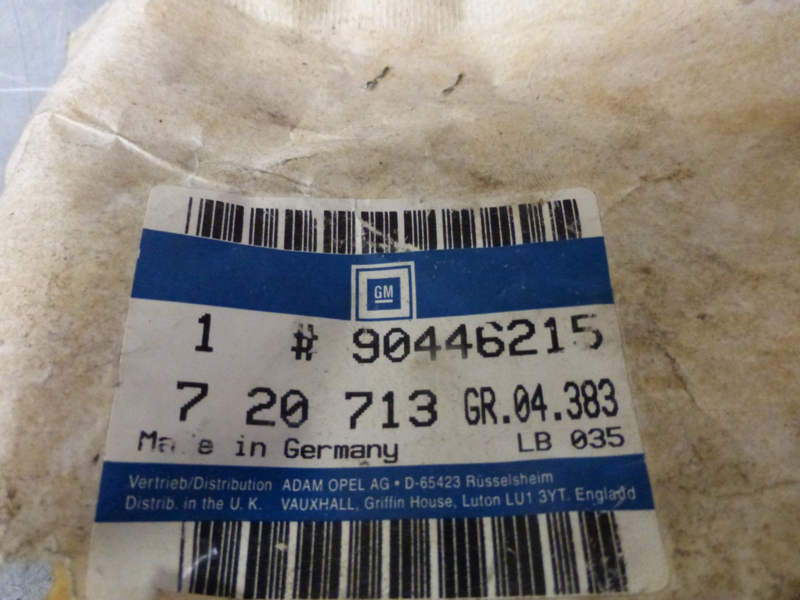 GM
1 # 90446215
7 20 713 GR.04.383
Made in Germany LB 035
Vertrieb/Distribution ADAM OPEL AG • D-65423 Rüsselsheim
Distrib. in the U. K. VAUXHALL, Griffin House, Luton LU1 3YT. England